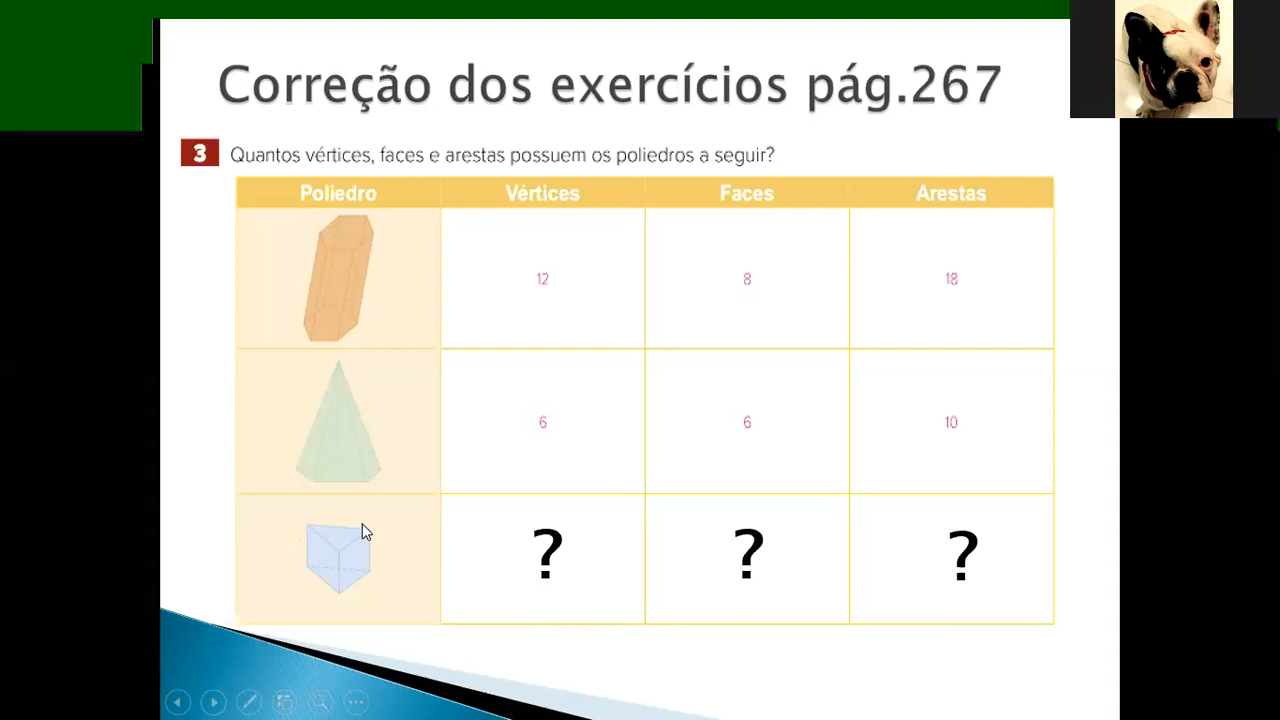 Correção dos exercícios pág.267
3 Quantos vértices, faces e arestas possuem os poliedros a seguir?
Poliedro Vértices Faces Arestas
12 8 18
6 6 10
? ? ?